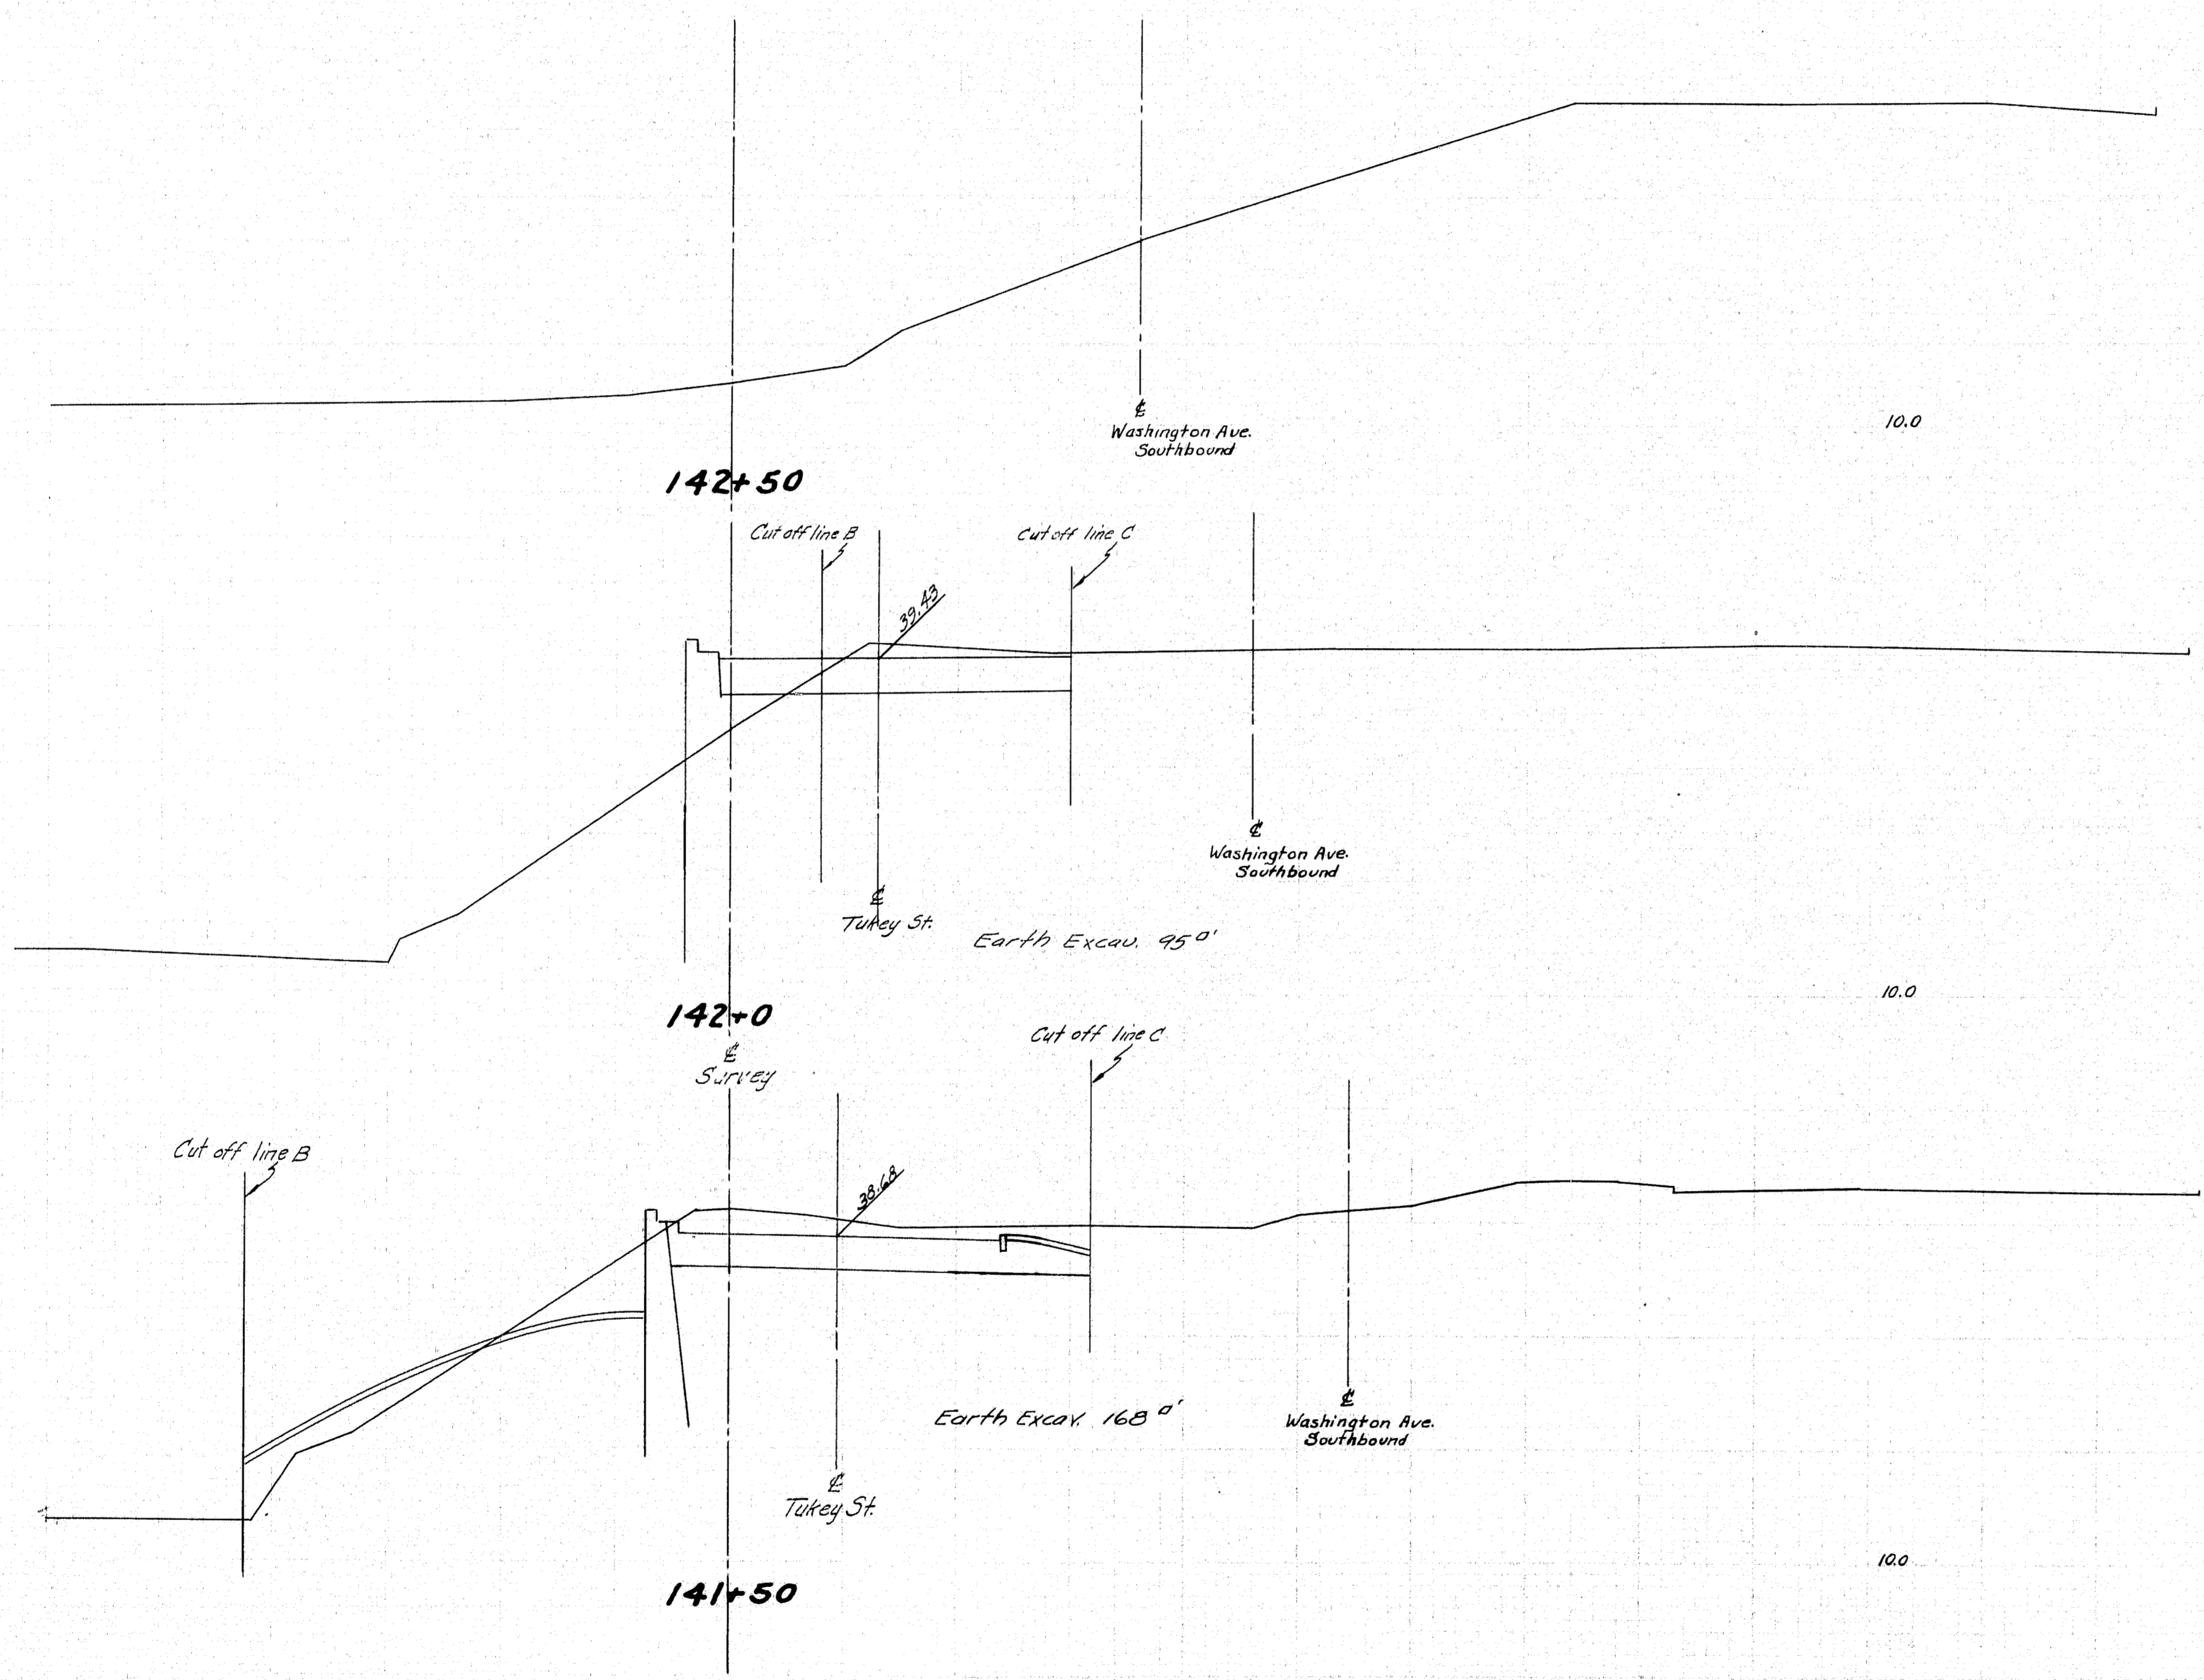 ℄
Washington Ave.
Southbound
10.0
142+50
Cut off line B
Cut off line C
39.43
℄
Washington Ave.
Southbound
℄
Tukey St.
Earth Excav. 95□'
10.0
142+0
℄
Survey
Cut off line C
Cut off line B
38.68
℄
Washington Ave.
Southbound
Earth Excav. 168□'
℄
Tukey St.
10.0
141+50